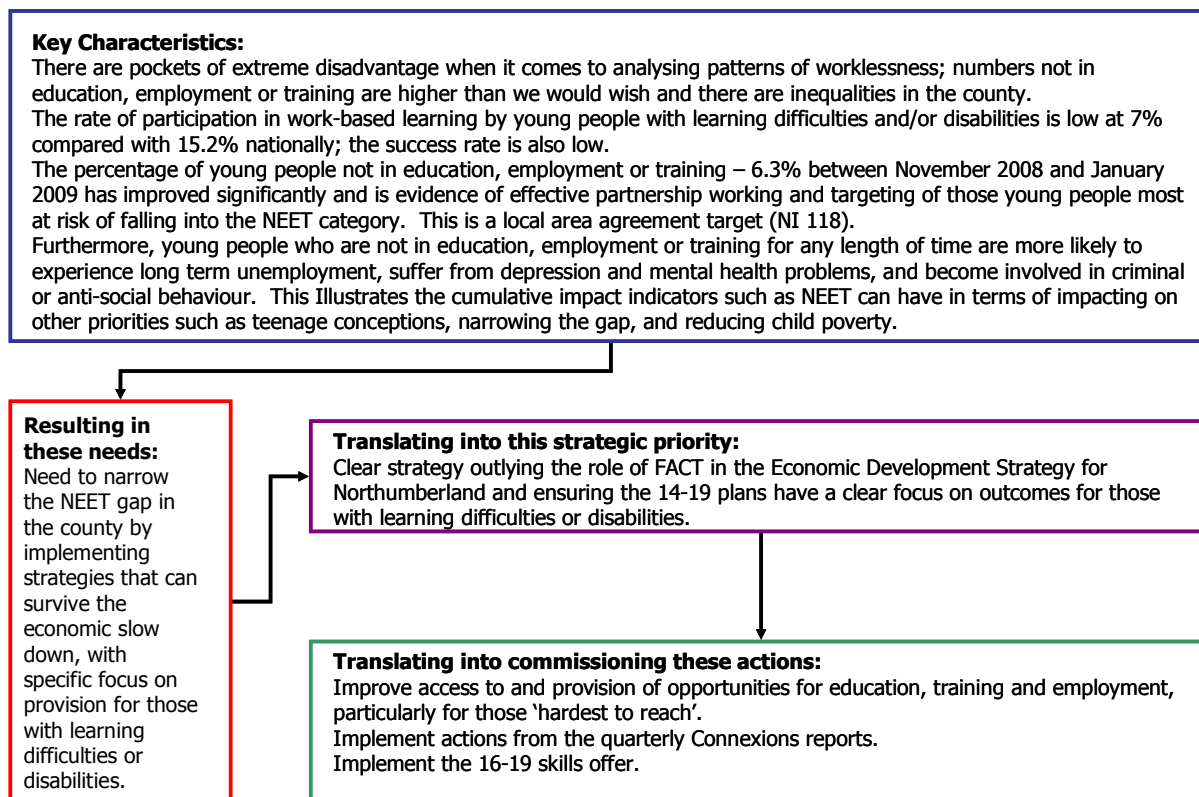 Key Characteristics:
There are pockets of extreme disadvantage when it comes to analysing patterns of worklessness; numbers not in
education, employment or training are higher than we would wish and there are inequalities in the county.
The rate of participation in work-based learning by young people with learning difficulties and/or disabilities is low at 7%
compared with 15.2% nationally; the success rate is also low.
The percentage of young people not in education, employment or training – 6.3% between November 2008 and January
2009 has improved significantly and is evidence of effective partnership working and targeting of those young people most
at risk of falling into the NEET category.  This is a local area agreement target (NI 118).
Furthermore, young people who are not in education, employment or training for any length of time are more likely to
experience long term unemployment, suffer from depression and mental health problems, and become involved in criminal
or anti-social behaviour.  This Illustrates the cumulative impact indicators such as NEET can have in terms of impacting on
other priorities such as teenage conceptions, narrowing the gap, and reducing child poverty.
Resulting in
these needs:
Need to narrow
the NEET gap in
the county by
implementing
strategies that can
survive the
economic slow
down, with
specific focus on
provision for those
with learning
difficulties or
disabilities.
Translating into this strategic priority:
Clear strategy outlying the role of FACT in the Economic Development Strategy for
Northumberland and ensuring the 14-19 plans have a clear focus on outcomes for those
with learning difficulties or disabilities.
Translating into commissioning these actions:
Improve access to and provision of opportunities for education, training and employment,
particularly for those ‘hardest to reach’.
Implement actions from the quarterly Connexions reports.
Implement the 16-19 skills offer.